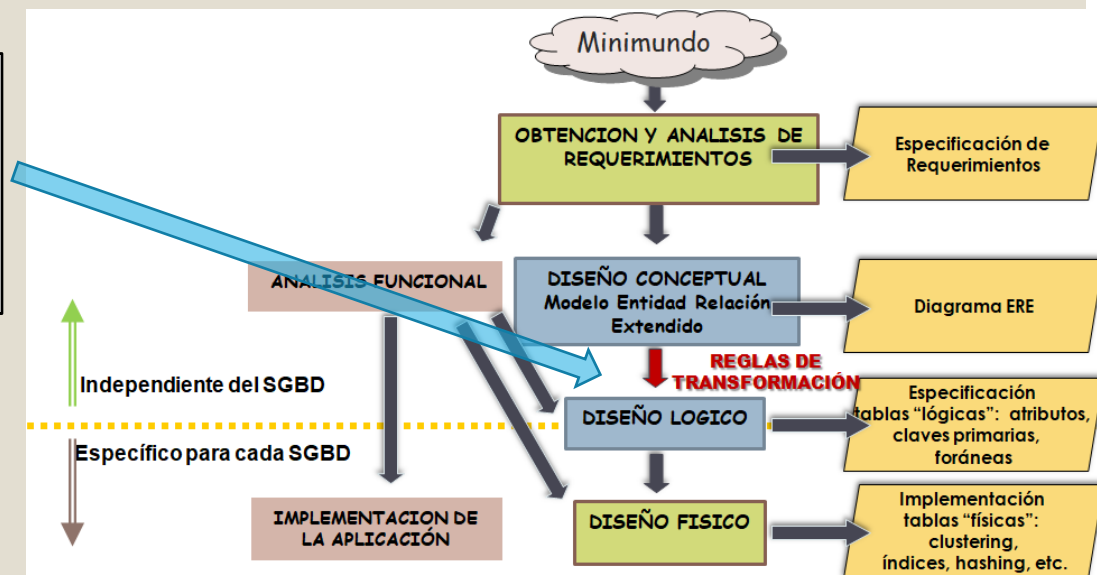 Minimundo
OBTENCION Y ANALISIS DE
REQUERIMIENTOS
Especificación de
Requerimientos
ANALISIS FUNCIONAL
DISEÑO CONCEPTUAL
Modelo Entidad Relación
Extendido
Diagrama ERE
REGLAS DE
TRANSFORMACIÓN
Independiente del SGBD
DISEÑO LOGICO
Especificación
tablas “lógicas”: atributos,
claves primarias,
foráneas
Específico para cada SGBD
IMPLEMENTACION DE
LA APLICACIÓN
DISEÑO FISICO
Implementación
tablas “físicas”:
clustering,
índices, hashing, etc.